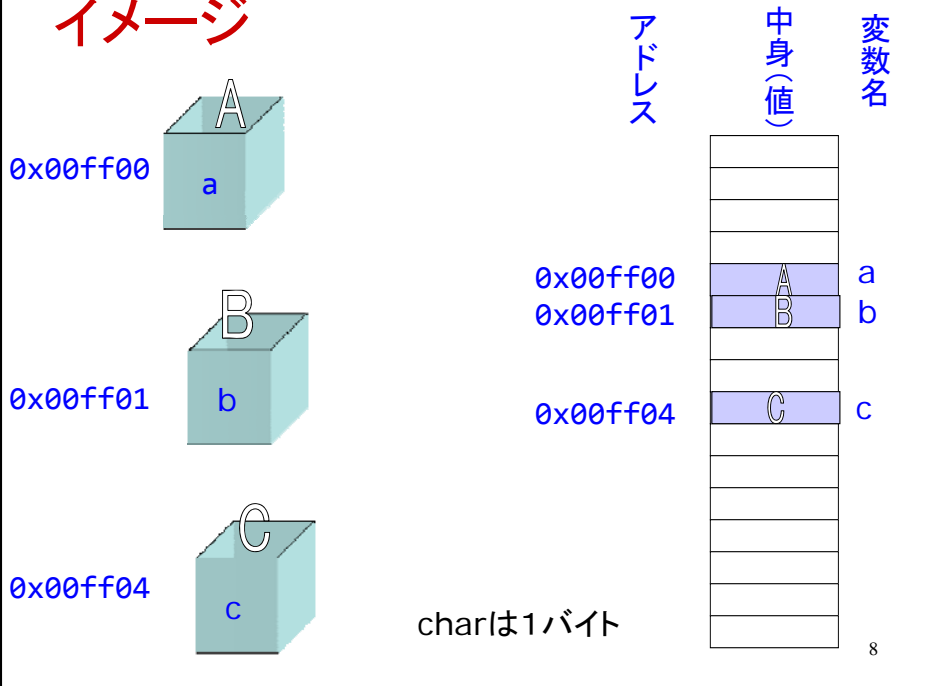 イメージ
アドレス
中身(値)
変数名
A
0x00ff00
a
B
0x00ff01
b
C
0x00ff04
c
0x00ff00 A a
0x00ff01 B b
0x00ff04 C c
charは1バイト
8